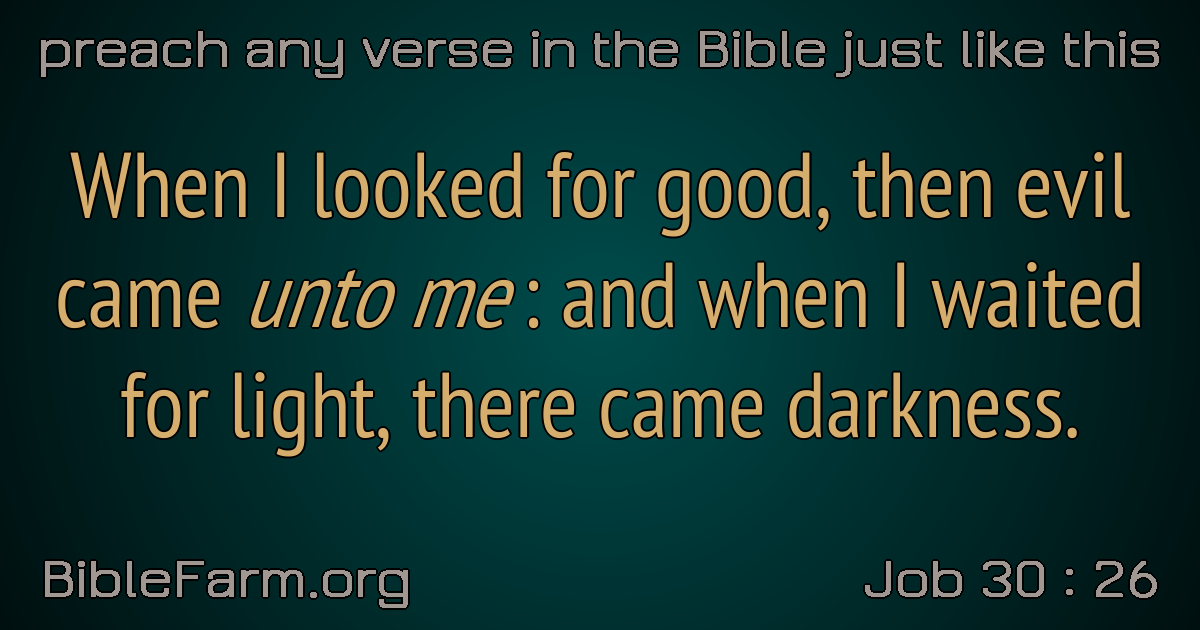 preach any verse in the Bible just like this
When I looked for good, then evil
came unto me : and when I waited
for light, there came darkness.
BibleFarm.org
Job 30 : 26